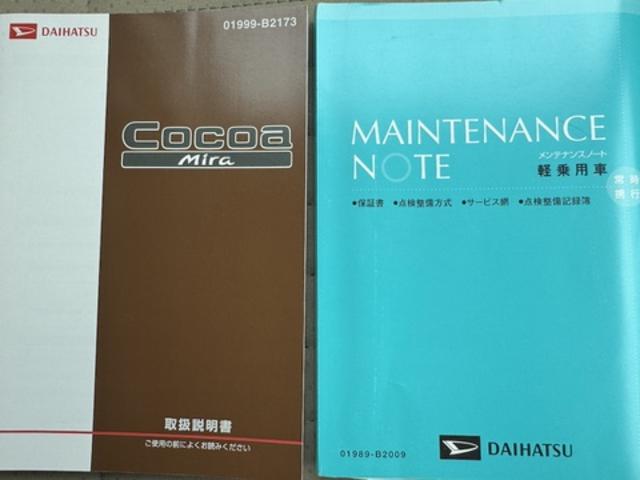 DAIHATSU
01999-B2173
Cocoa
Mira
取扱説明書
ご使用の前によくお読みください
MAINTENANCE
NOTE
メンテナンスノート
軽乗用車
常時
携行
●保証書 ●点検整備方式 ●サービス網 ●点検整備記録簿
01989-B2009
DAIHATSU